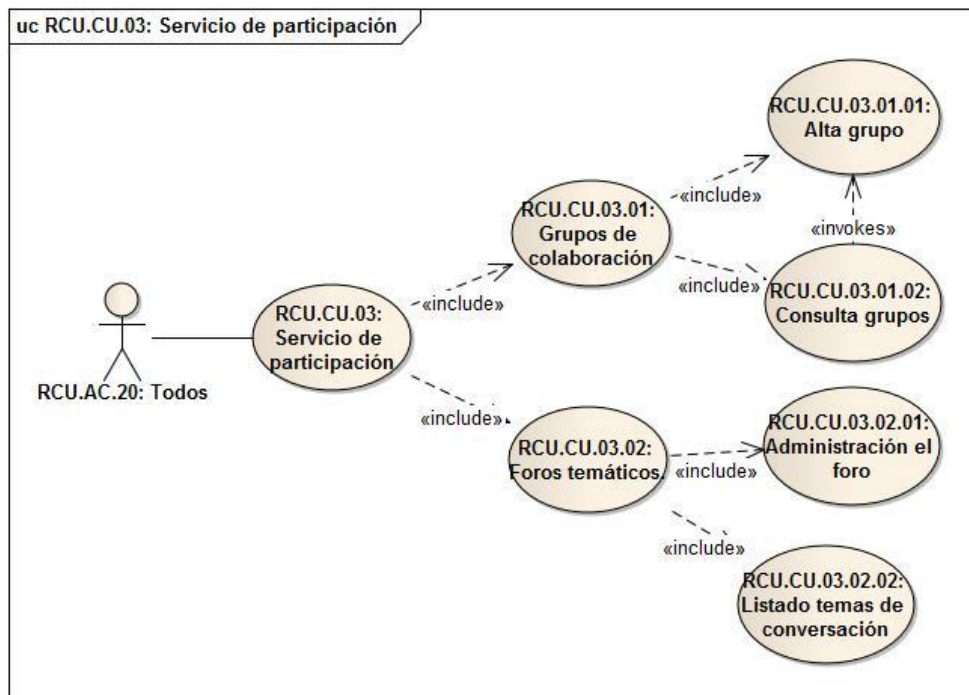 uc RCU.CU.03: Servicio de participación
RCU.CU.03.01.01:
Alta grupo
«include»
RCU.CU.03.01:
Grupos de
colaboración
«invokes»
«include»
RCU.CU.03.01.02:
Consulta grupos
«include»
RCU.CU.03:
Servicio de
participación
RCU.AC.20: Todos
«include»
RCU.CU.03.02:
Foros temáticos.
«include»
RCU.CU.03.02.01:
Administración el
foro
«include»
RCU.CU.03.02.02:
Listado temas de
conversación